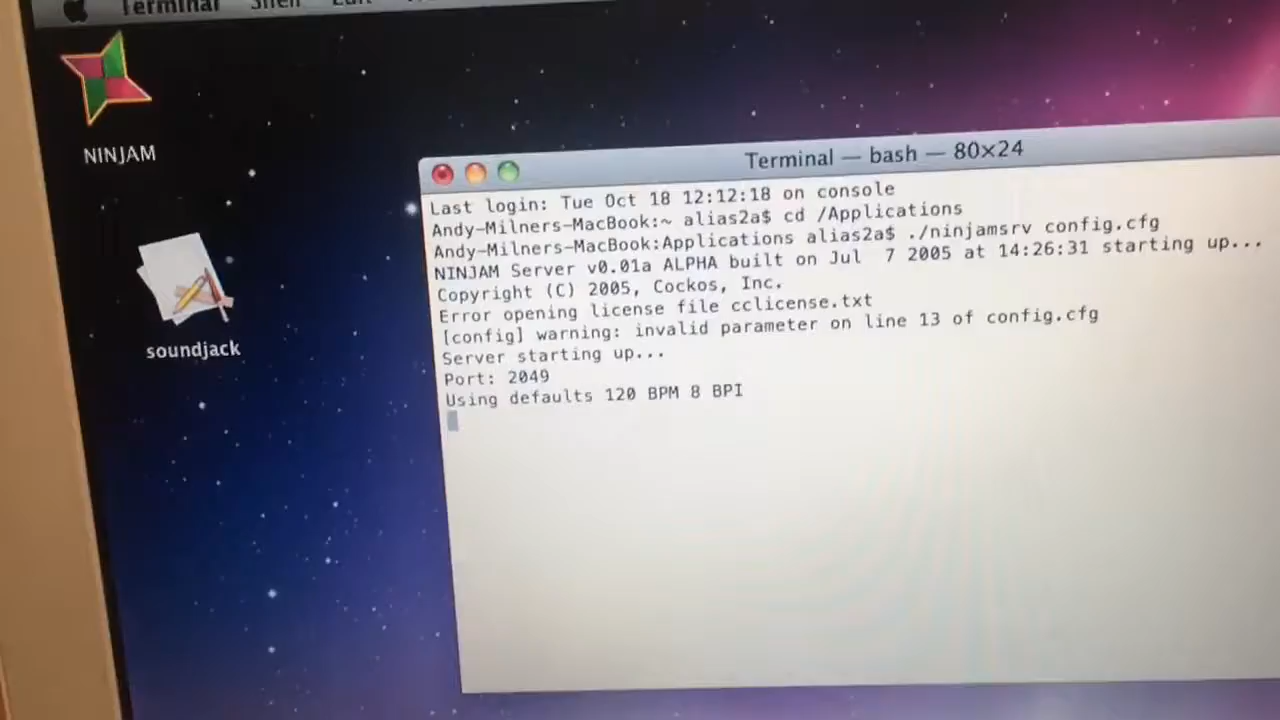 Terminal Shell Edit
NINJAM
soundjack
Terminal — bash — 80×24
Last login: Tue Oct 18 12:12:18 on console
Andy-Milners-MacBook:~ alias2a$ cd /Applications
Andy-Milners-MacBook:Applications alias2a$ ./ninjamsrv config.cfg
NINJAM Server v0.01a ALPHA built on Jul  7 2005 at 14:26:31 starting up...
Copyright (C) 2005, Cockos, Inc.
Error opening license file cclicense.txt
[config] warning: invalid parameter on line 13 of config.cfg
Server starting up...
Port: 2049
Using defaults 120 BPM 8 BPI